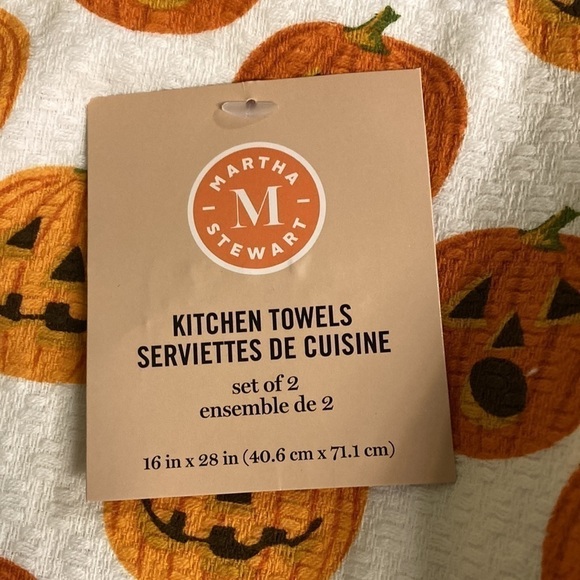 MARTHA
M
STEWART
KITCHEN TOWELS
SERVIETTES DE CUISINE
set of 2
ensemble de 2
16 in x 28 in (40.6 cm x 71.1 cm)